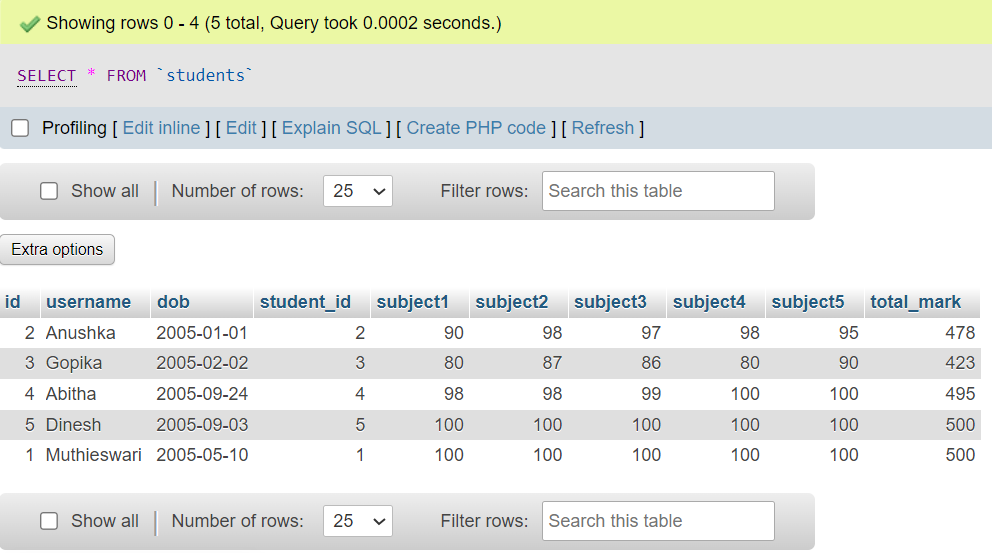 Showing rows 0 - 4 (5 total, Query took 0.0002 seconds.)
SELECT * FROM `students`
Profiling [ Edit inline ] [ Edit ] [ Explain SQL ] [ Create PHP code ] [ Refresh ]
Show all | Number of rows: 25 Filter rows: Search this table
Extra options
id username dob student_id subject1 subject2 subject3 subject4 subject5 total_mark
2 Anushka 2005-01-01 2 90 98 97 98 95 478
3 Gopika 2005-02-02 3 80 87 86 80 90 423
4 Abitha 2005-09-24 4 98 98 99 100 100 495
5 Dinesh 2005-09-03 5 100 100 100 100 100 500
1 Muthieswari 2005-05-10 1 100 100 100 100 100 500
Show all | Number of rows: 25 Filter rows: Search this table